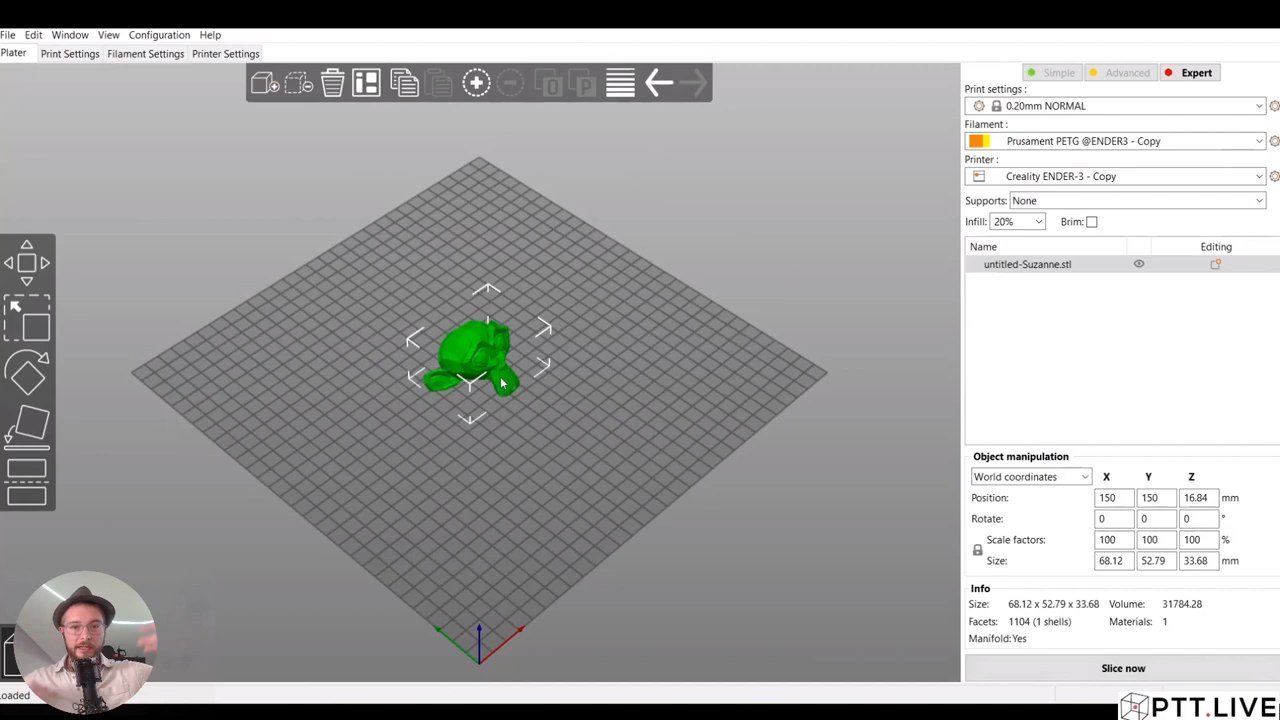 File Edit Window View Configuration Help
Plater Print Settings Filament Settings Printer Settings
Simple Advanced Expert
Print settings :
0.20mm NORMAL
Filament :
Prusament PETG @ENDER3 - Copy
Printer :
Creality ENDER-3 - Copy
Supports: None
Infill: 20% Brim:
Name Editing
untitled-Suzanne.stl
Object manipulation
World coordinates X Y Z
Position: 150 150 16.84 mm
Rotate: 0 0 0 °
Scale factors: 100 100 100 %
Size: 68.12 52.79 33.68 mm
Info
Size: 68.12 x 52.79 x 33.68 Volume: 31784.28
Facets: 1104 (1 shells) Materials: 1
Manifold: Yes
Slice now
Loaded
PTT.LIVE